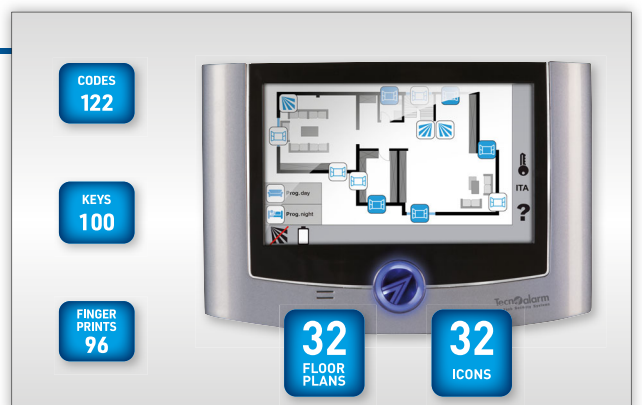 CODES
122
KEYS
100
FINGER
PRINTS
96
Prog. day
Prog. night
ITA
?
Tecnoalarm
32
FLOOR
PLANS
32
ICONS